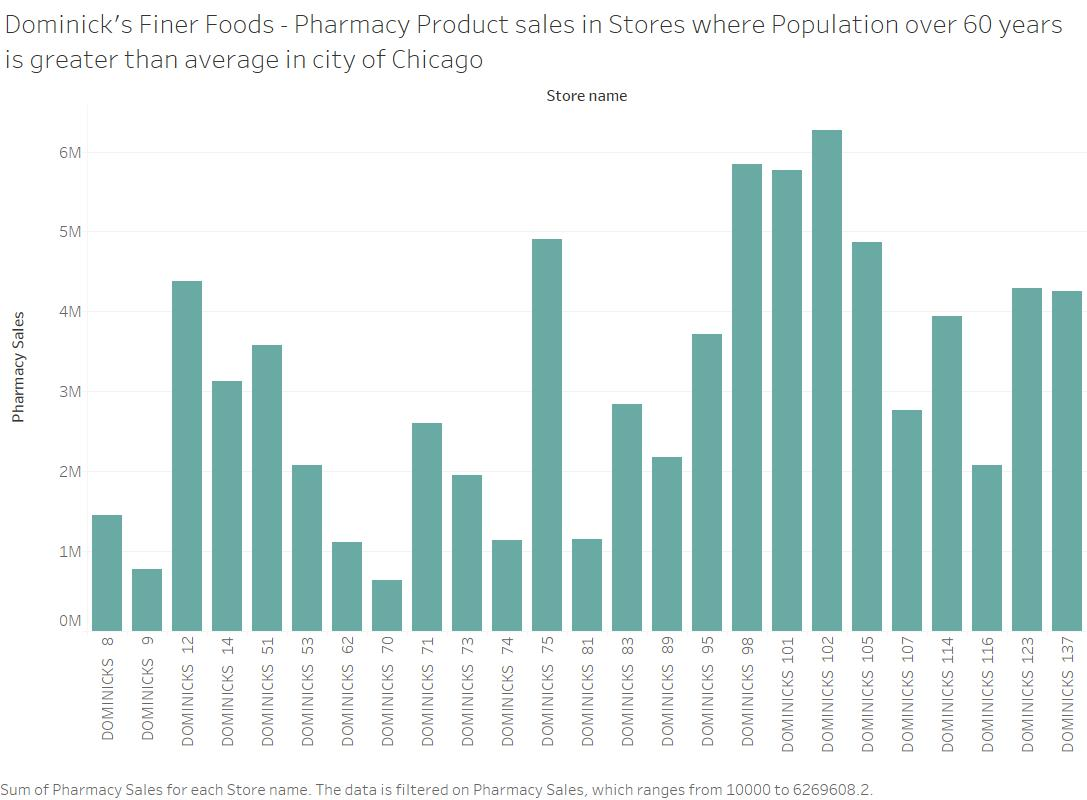 Dominick’s Finer Foods - Pharmacy Product sales in Stores where Population over 60 years
is greater than average in city of Chicago
Store name
Pharmacy Sales
6M
5M
4M
3M
2M
1M
0M
DOMINICKS 8
DOMINICKS 9
DOMINICKS 12
DOMINICKS 14
DOMINICKS 51
DOMINICKS 53
DOMINICKS 62
DOMINICKS 70
DOMINICKS 71
DOMINICKS 73
DOMINICKS 74
DOMINICKS 75
DOMINICKS 81
DOMINICKS 83
DOMINICKS 89
DOMINICKS 95
DOMINICKS 98
DOMINICKS 101
DOMINICKS 102
DOMINICKS 105
DOMINICKS 107
DOMINICKS 114
DOMINICKS 116
DOMINICKS 123
DOMINICKS 137
Sum of Pharmacy Sales for each Store name. The data is filtered on Pharmacy Sales, which ranges from 10000 to 6269608.2.